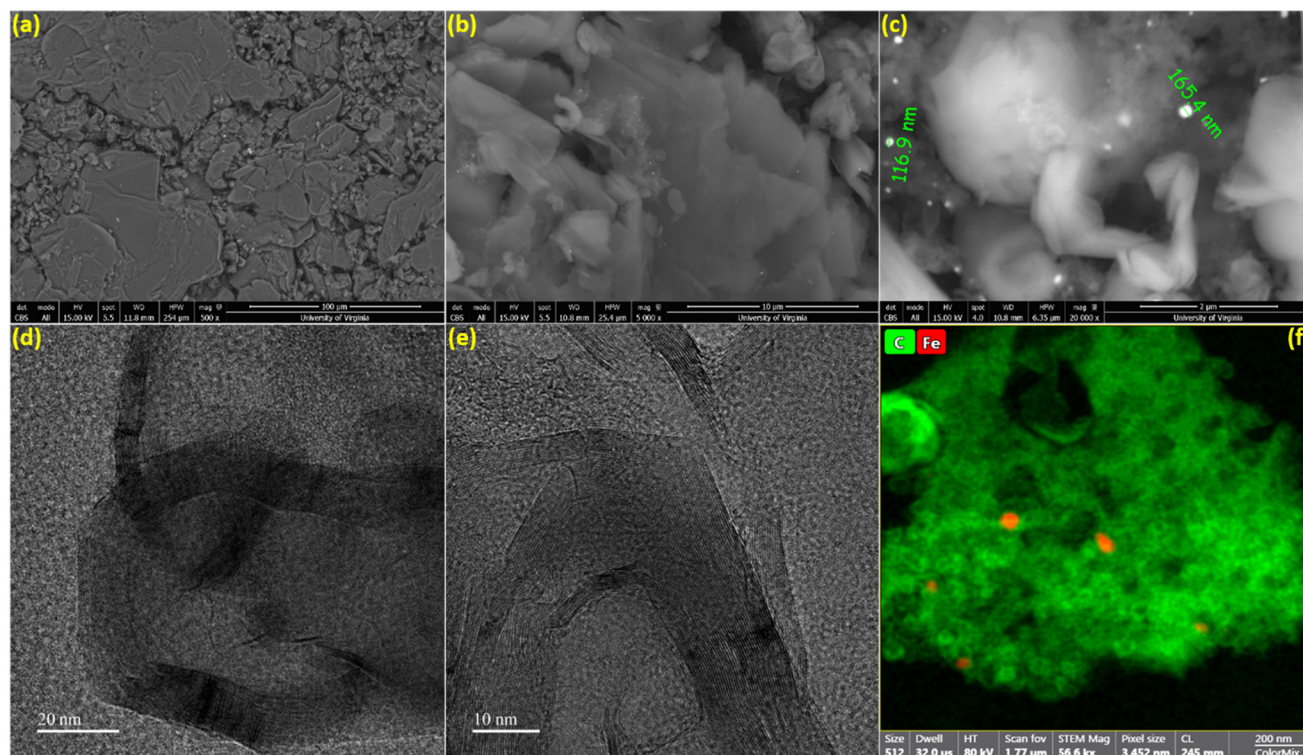 (a)
det mode HV spot WD HFW mag 100 µm
CBS All 15.00 kV 5.5 11.8 mm 254 µm 500 x University of Virginia
(b)
det mode HV spot WD HFW mag 10 µm
CBS All 15.00 kV 5.5 10.8 mm 25.4 µm 5 000 x University of Virginia
(c)
116.9 nm
165.4 nm
det mode HV spot WD HFW mag 2 µm
CBS All 15.00 kV 4.0 10.8 mm 6.35 µm 20 000 x University of Virginia
(d)
20 nm
(e)
10 nm
C Fe (f)
Size Dwell HT Scan fov STEM Mag Pixel size CL 200 nm
512 32.0 us 80 kV 1.77 µm 56.6 kx 3.452 nm 245 mm ColorMix